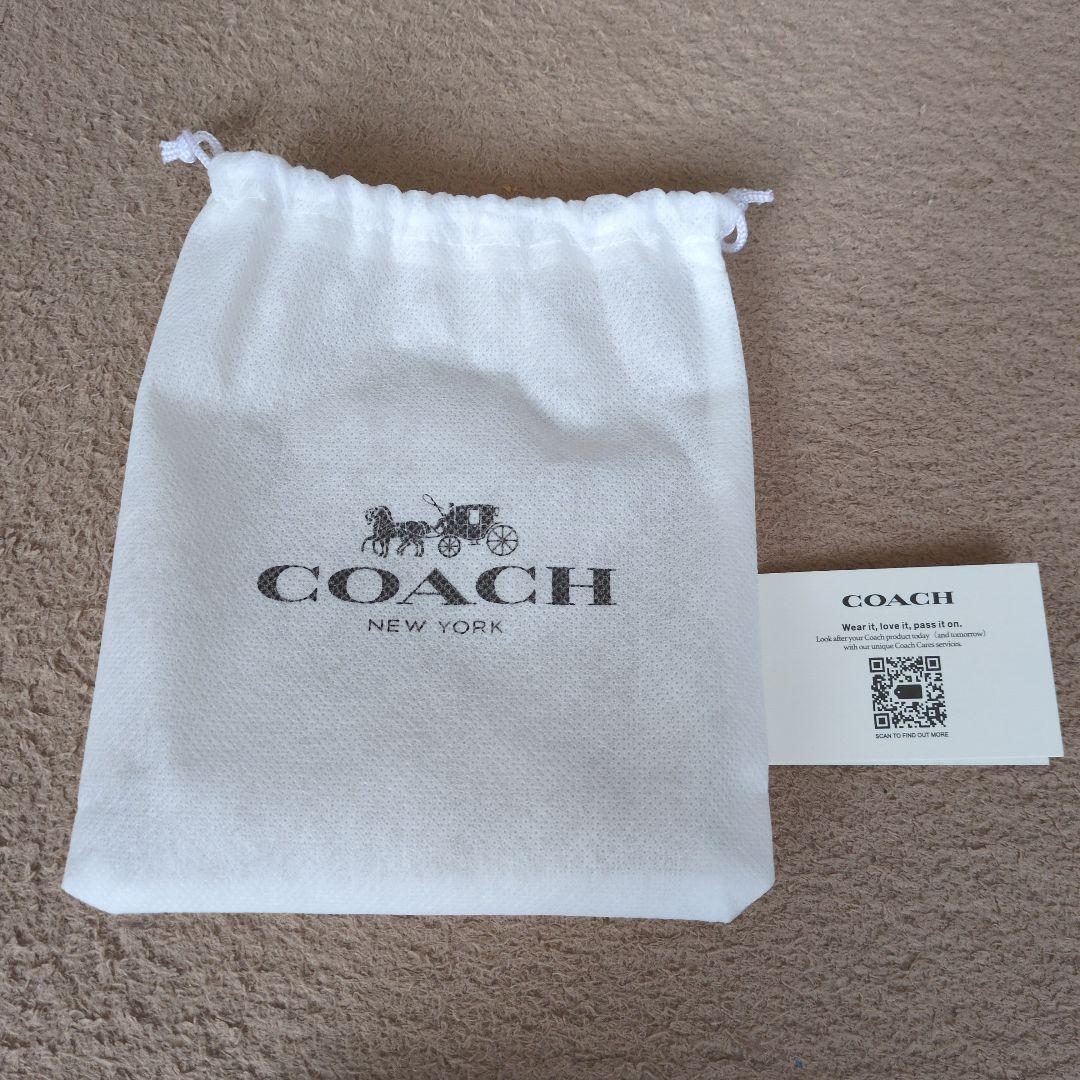 COACH
NEW YORK
COACH
Wear it, love it, pass it on.
Look after your Coach product today（and tomorrow）
with our unique Coach Cares services.
SCAN TO FIND OUT MORE